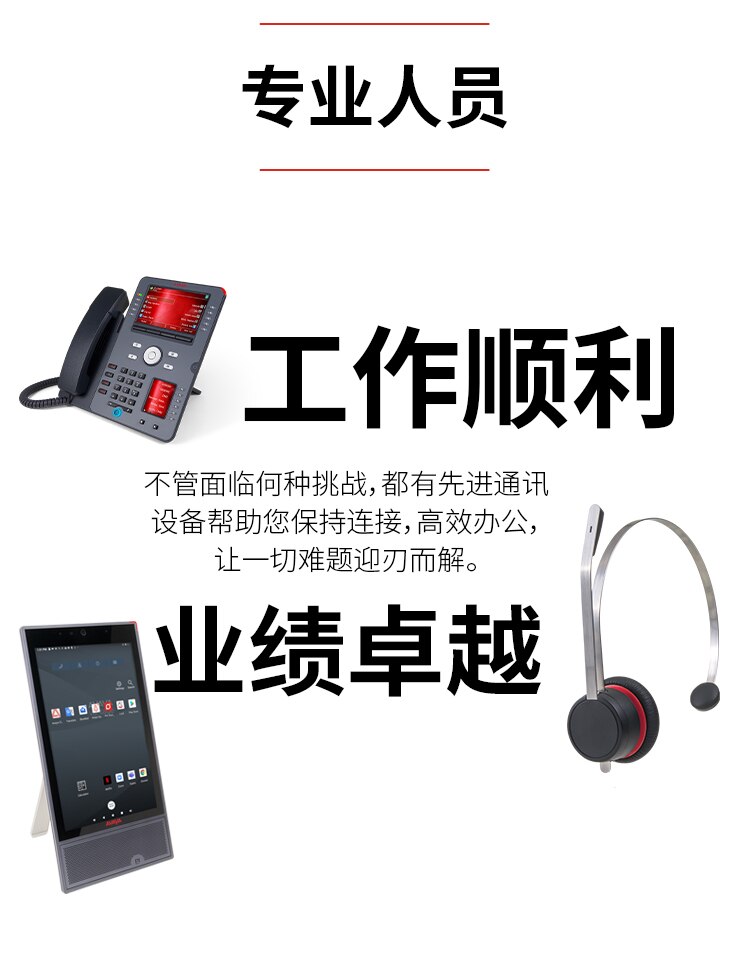 专业人员
工作顺利
不管面临何种挑战，都有先进通讯
设备帮助您保持连接，高效办公，
让一切难题迎刃而解。
业绩卓越
AVAYA